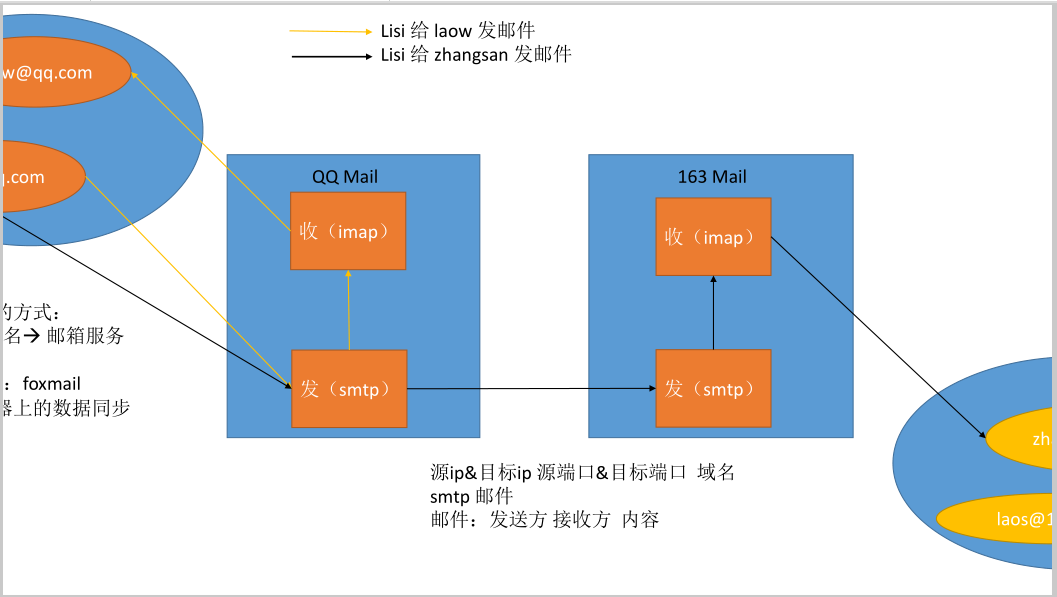 Lisi 给 laow 发邮件
Lisi 给 zhangsan 发邮件
w@qq.com
.com
QQ Mail
收（imap）
发（smtp）
163 Mail
收（imap）
发（smtp）
的方式：
名→ 邮箱服务
：foxmail
器上的数据同步
zh
laos@1
源ip&目标ip 源端口&目标端口 域名
smtp 邮件
邮件：发送方 接收方 内容